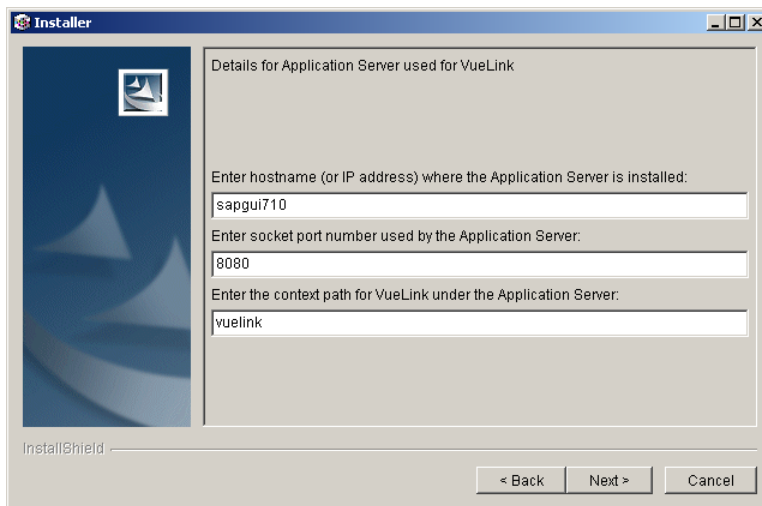 Installer
Details for Application Server used for VueLink
Enter hostname (or IP address) where the Application Server is installed:
sapgui710
Enter socket port number used by the Application Server:
8080
Enter the context path for VueLink under the Application Server:
vuelink
InstallShield
< Back Next > Cancel